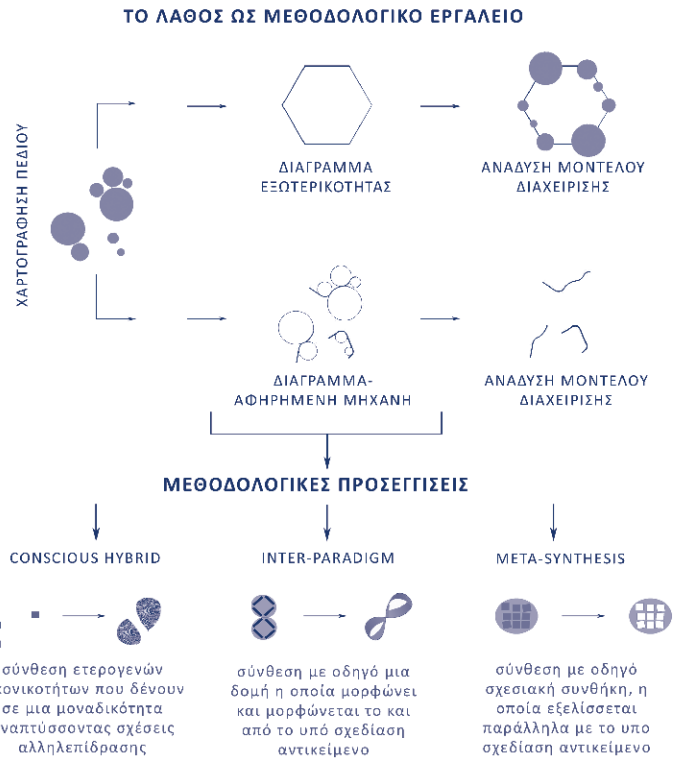 ΤΟ ΛΑΘΟΣ ΩΣ ΜΕΘΟΔΟΛΟΓΙΚΟ ΕΡΓΑΛΕΙΟ
ΧΑΡΤΟΓΡΑΦΗΣΗ ΠΕΔΙΟΥ
ΔΙΑΓΡΑΜΜΑ
ΕΞΩΤΕΡΙΚΟΤΗΤΑΣ
ΑΝΑΔΥΣΗ ΜΟΝΤΕΛΟΥ
ΔΙΑΧΕΙΡΙΣΗΣ
ΔΙΑΓΡΑΜΜΑ-
ΑΦΗΡΗΜΕΝΗ ΜΗΧΑΝΗ
ΑΝΑΔΥΣΗ ΜΟΝΤΕΛΟΥ
ΔΙΑΧΕΙΡΙΣΗΣ
ΜΕΘΟΔΟΛΟΓΙΚΕΣ ΠΡΟΣΕΓΓΙΣΕΙΣ
CONSCIOUS HYBRID
σύνθεση ετερογενών
που δένουν
σε μια μοναδικότητα
σχέσεις
αλληλεπίδρασης
INTER-PARADIGM
σύνθεση με οδηγό μια
δομή η οποία μορφώνει
και μορφώνεται το και
από το υπό σχεδίαση
αντικείμενο
META-SYNTHESIS
σύνθεση με οδηγό
σχεσιακή συνθήκη, η
οποία εξελίσσεται
παράλληλα με το υπο
σχεδίαση αντικείμενο